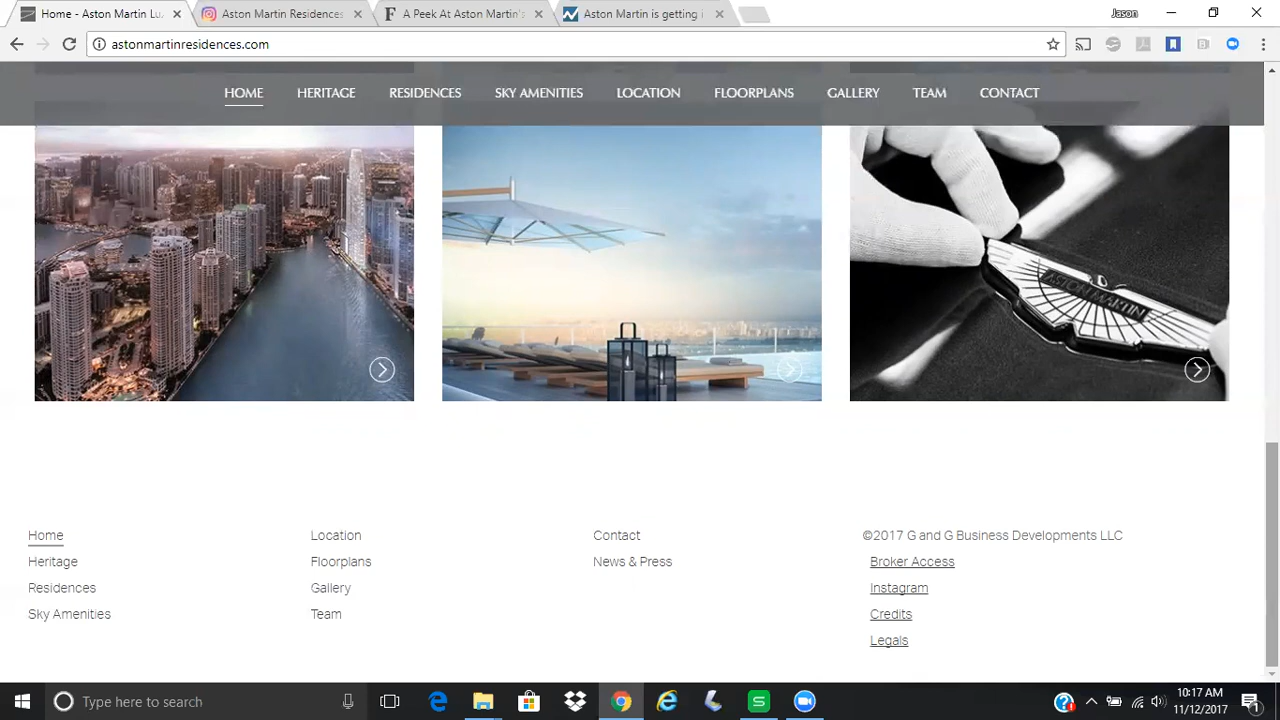 Home - Aston Martin Lu
Aston Martin Residences
A Peek At Aston Martin's
Aston Martin is getting i
Jason
astonmartinresidences.com
HOME
HERITAGE
RESIDENCES
SKY AMENITIES
LOCATION
FLOORPLANS
GALLERY
TEAM
CONTACT
ASTON MARTIN
Home
Heritage
Residences
Sky Amenities
Location
Floorplans
Gallery
Team
Contact
News & Press
©2017 G and G Business Developments LLC
Broker Access
Instagram
Credits
Legals
Type here to search
10:17 AM
11/12/2017